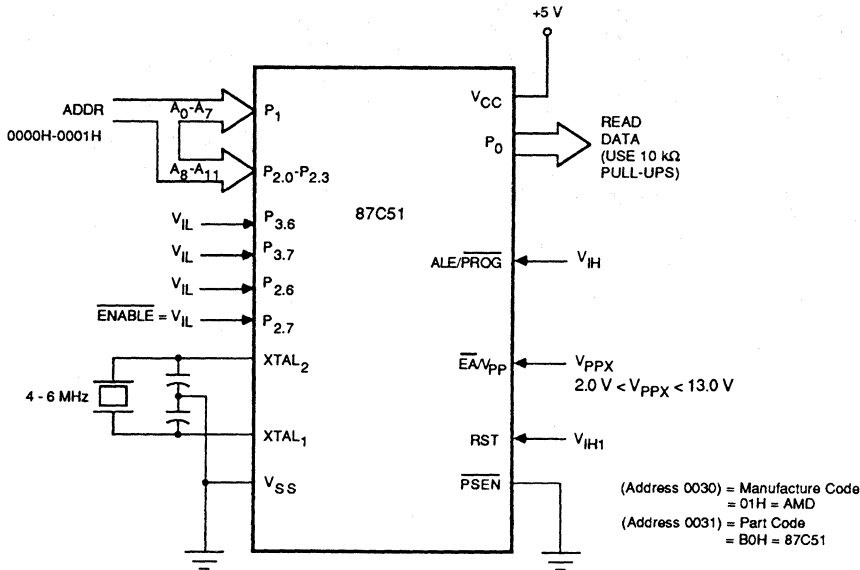 +5 V
ADDR
0000H-0001H
A0-A7
A8-A11
P1
P2.0-P2.3
VCC
P0
READ
DATA
(USE 10 kΩ
PULL-UPS)
87C51
VIL P3.6
VIL P3.7
VIL P2.6
ENABLE = VIL P2.7
ALE/PROG VIH
XTAL2
4 - 6 MHz
XTAL1
VSS
EA/VPP VPPX
2.0 V < VPPX < 13.0 V
RST VIH1
PSEN
(Address 0030) = Manufacture Code
= 01H = AMD
(Address 0031) = Part Code
= B0H = 87C51